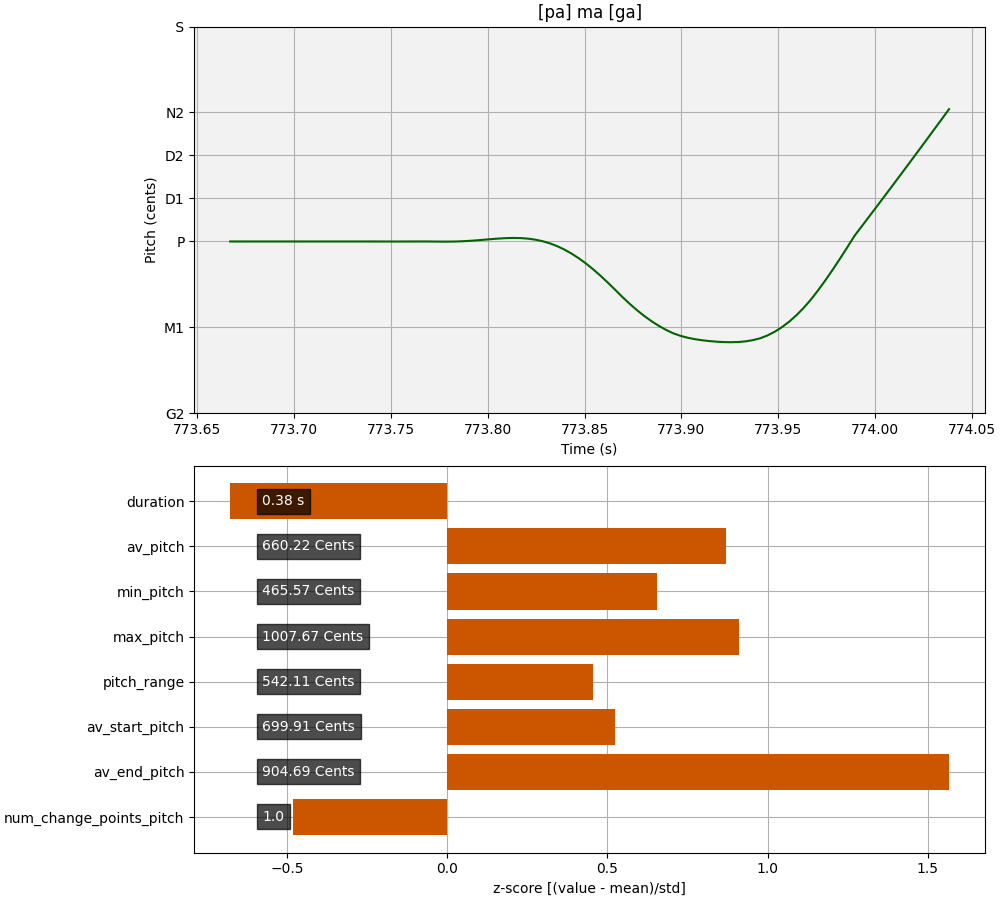 [pa] ma [ga]
S
N2
D2
D1
P
M1
G2
Pitch (cents)
773.65 773.70 773.75 773.80 773.85 773.90 773.95 774.00 774.05
Time (s)
duration 0.38 s
av_pitch 660.22 Cents
min_pitch 465.57 Cents
max_pitch 1007.67 Cents
pitch_range 542.11 Cents
av_start_pitch 699.91 Cents
av_end_pitch 904.69 Cents
num_change_points_pitch 1.0
−0.5 0.0 0.5 1.0 1.5
z-score [(value - mean)/std]